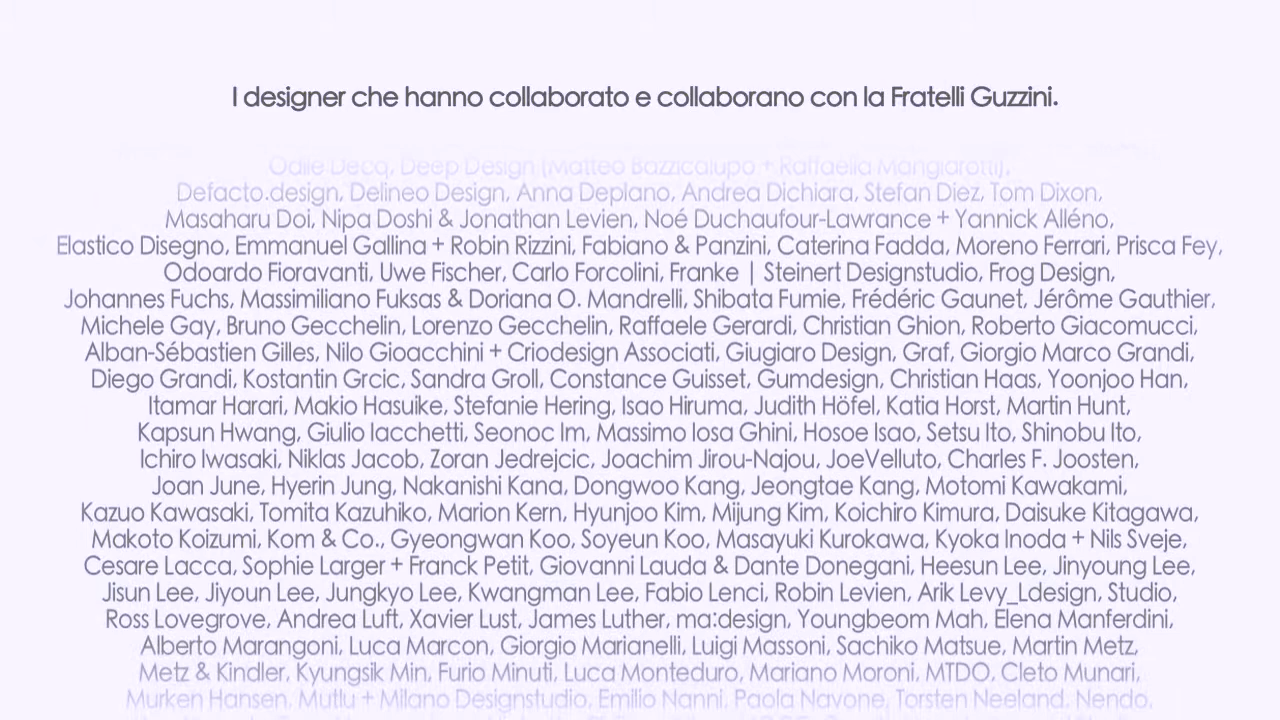 I designer che hanno collaborato e collaborano con la Fratelli Guzzini.
Odile Decq, Deep Design (Matteo Bazzicalupo + Raffaella Mangiarotti),
Defacto.design, Delineo Design, Anna Deplano, Andrea Dichiara, Stefan Diez, Tom Dixon,
Masaharu Doi, Nipa Doshi & Jonathan Levien, Noé Duchaufour-Lawrance + Yannick Alléno,
Elastico Disegno, Emmanuel Gallina + Robin Rizzini, Fabiano & Panzini, Caterina Fadda, Moreno Ferrari, Prisca Fey,
Odoardo Fioravanti, Uwe Fischer, Carlo Forcolini, Franke | Steinert Designstudio, Frog Design,
Johannes Fuchs, Massimiliano Fuksas & Doriana O. Mandrelli, Shibata Fumie, Frédéric Gaunet, Jérôme Gauthier,
Michele Gay, Bruno Gecchelin, Lorenzo Gecchelin, Raffaele Gerardi, Christian Ghion, Roberto Giacomucci,
Alban-Sébastien Gilles, Nilo Gioacchini + Criodesign Associati, Giugiaro Design, Graf, Giorgio Marco Grandi,
Diego Grandi, Kostantin Grcic, Sandra Groll, Constance Guisset, Gumdesign, Christian Haas, Yoonjoo Han,
Itamar Harari, Makio Hasuike, Stefanie Hering, Isao Hiruma, Judith Höfel, Katia Horst, Martin Hunt,
Kapsun Hwang, Giulio Iacchetti, Seonoc Im, Massimo Iosa Ghini, Hosoe Isao, Setsu Ito, Shinobu Ito,
Ichiro Iwasaki, Niklas Jacob, Zoran Jedrejcic, Joachim Jirou-Najou, JoeVelluto, Charles F. Joosten,
Joan June, Hyerin Jung, Nakanishi Kana, Dongwoo Kang, Jeongtae Kang, Motomi Kawakami,
Kazuo Kawasaki, Tomita Kazuhiko, Marion Kern, Hyunjoo Kim, Mijung Kim, Koichiro Kimura, Daisuke Kitagawa,
Makoto Koizumi, Kom & Co., Gyeongwan Koo, Soyeun Koo, Masayuki Kurokawa, Kyoka Inoda + Nils Sveje,
Cesare Lacca, Sophie Larger + Franck Petit, Giovanni Lauda & Dante Donegani, Heesun Lee, Jinyoung Lee,
Jisun Lee, Jiyoun Lee, Jungkyo Lee, Kwangman Lee, Fabio Lenci, Robin Levien, Arik Levy_Ldesign, Studio,
Ross Lovegrove, Andrea Luft, Xavier Lust, James Luther, ma:design, Youngbeom Mah, Elena Manferdini,
Alberto Marangoni, Luca Marcon, Giorgio Marianelli, Luigi Massoni, Sachiko Matsue, Martin Metz,
Metz & Kindler, Kyungsik Min, Furio Minuti, Luca Monteduro, Mariano Moroni, MTDO, Cleto Munari,
Murken Hansen, Mutlu + Milano Designstudio, Emilio Nanni, Paola Navone, Torsten Neeland, Nendo,